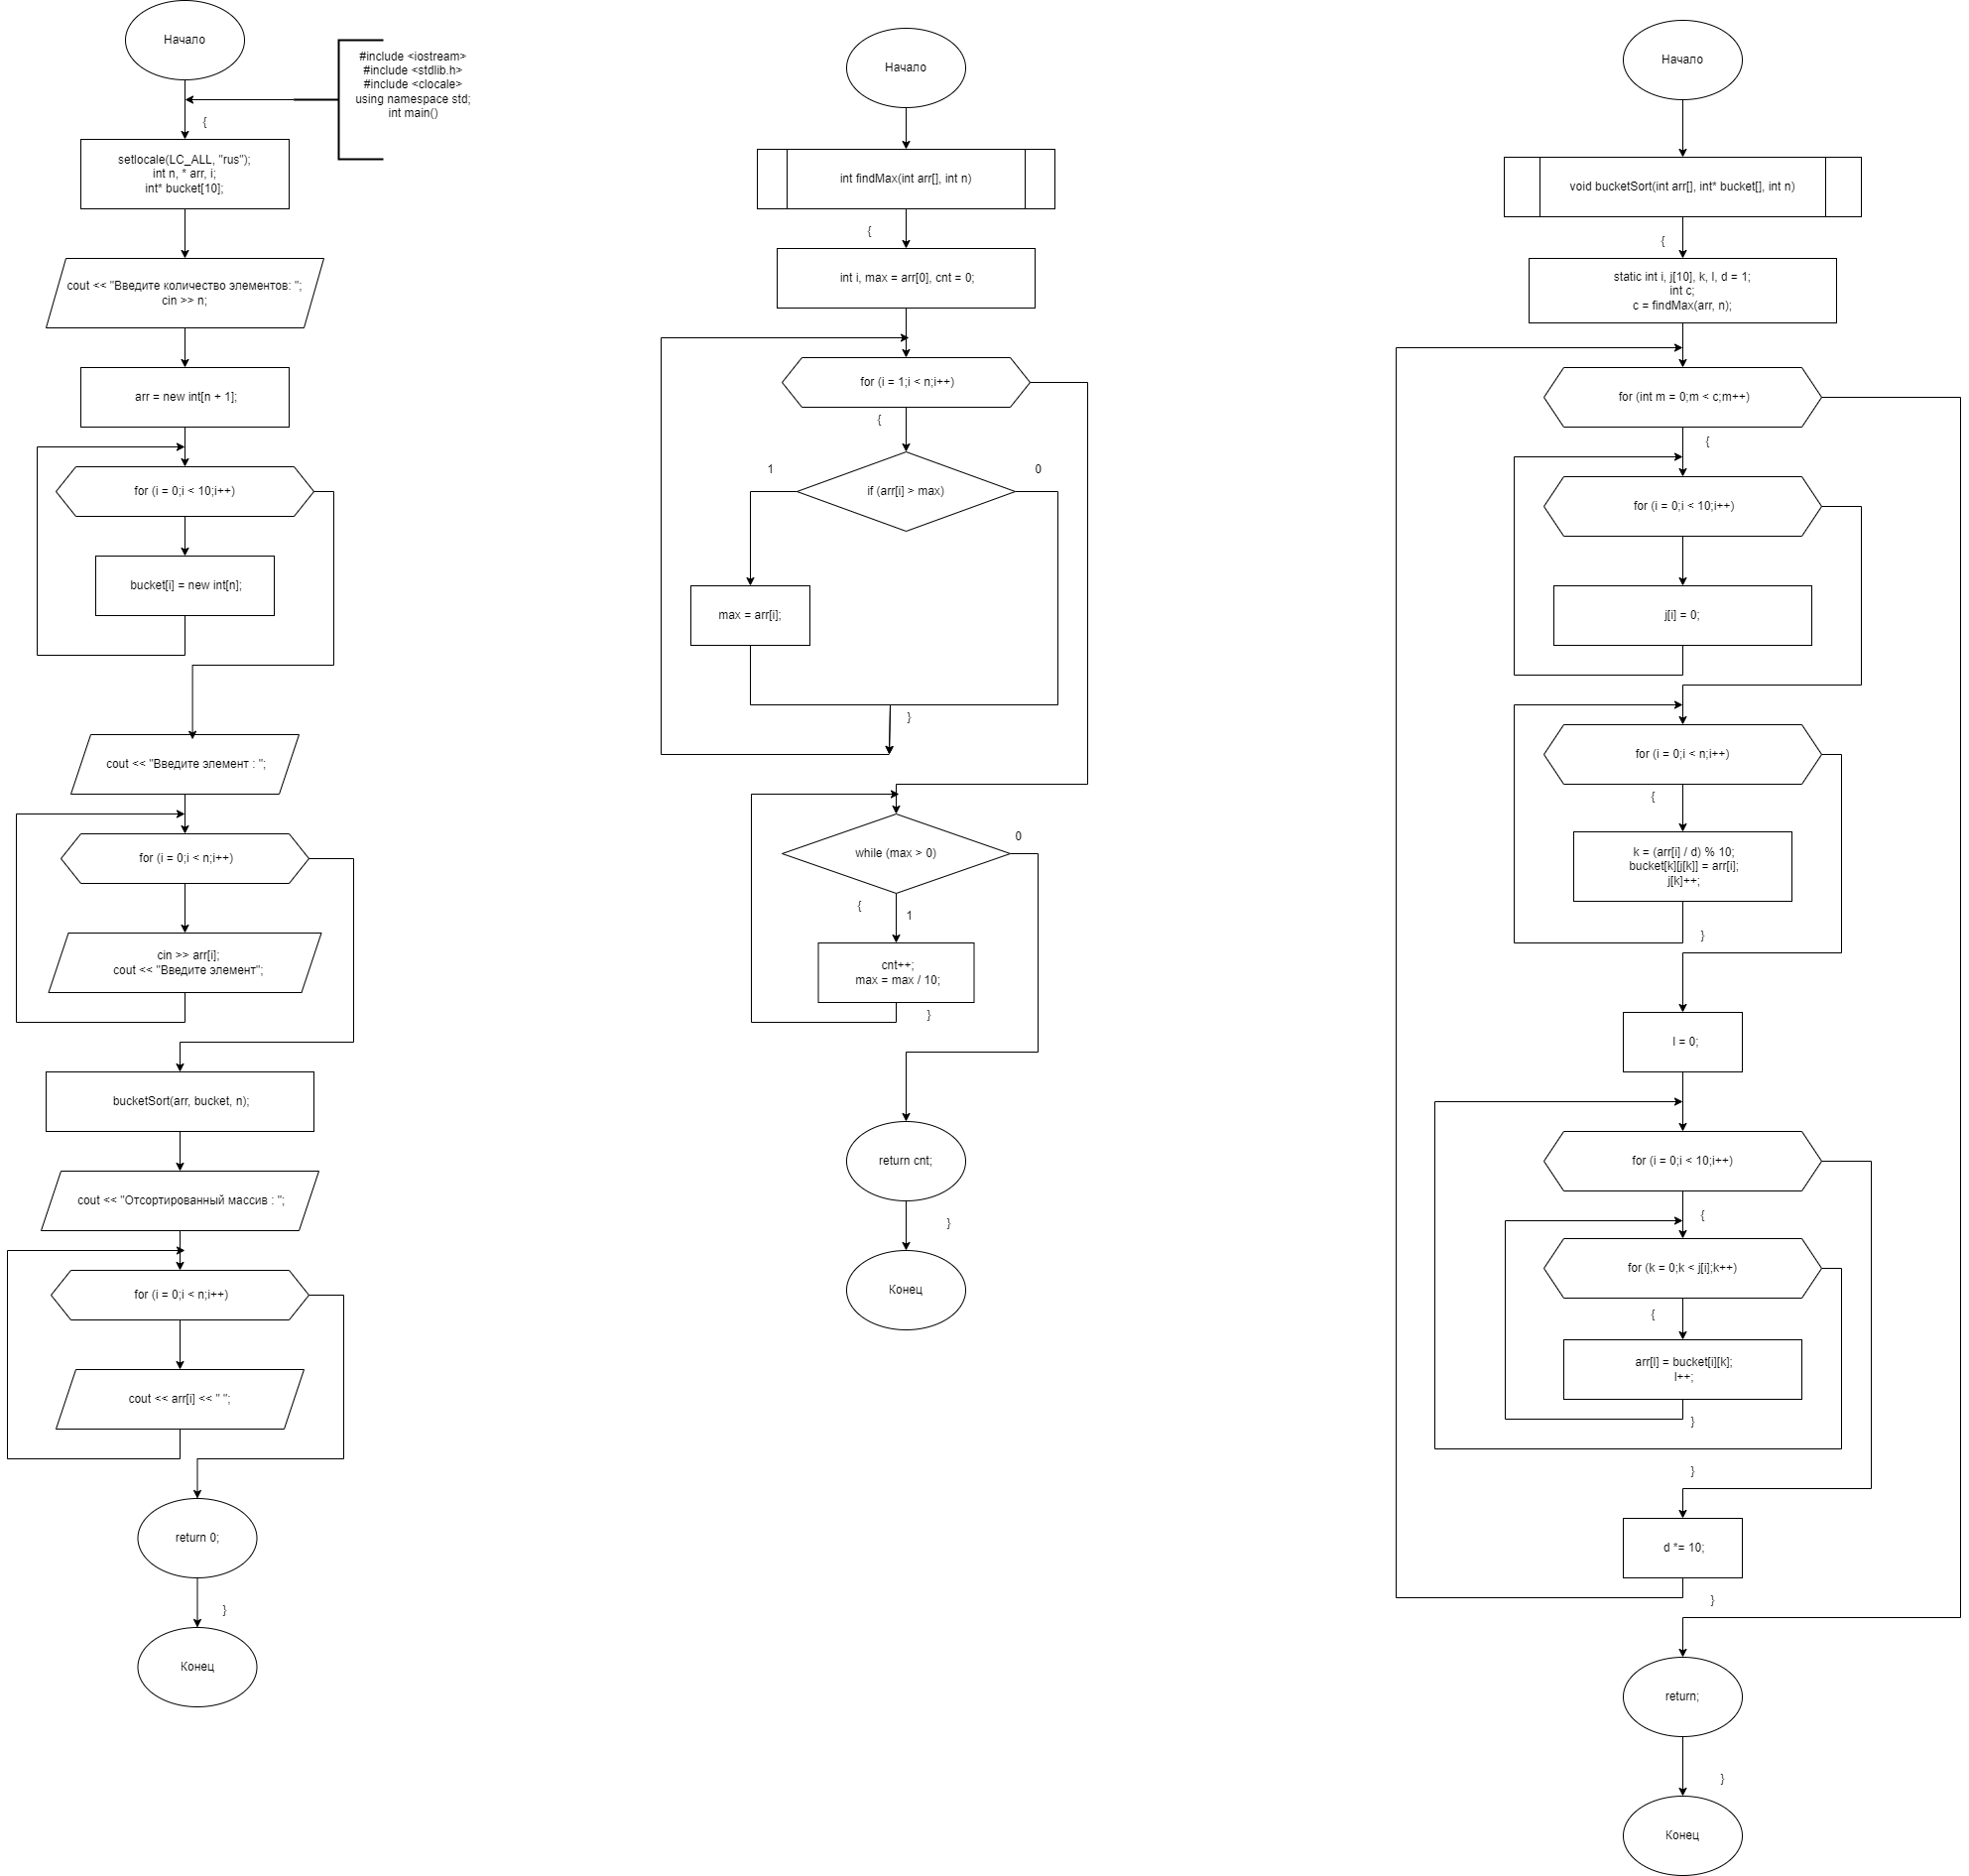 Начало
#include <iostream>
#include <stdlib.h>
#include <clocale>
using namespace std;
int main()
{
setlocale(LC_ALL, "rus");
int n, * arr, i;
int* bucket[10];
cout << "Введите количество элементов: ";
cin >> n;
arr = new int[n + 1];
for (i = 0;i < 10;i++)
bucket[i] = new int[n];
cout << "Введите элемент : ";
for (i = 0;i < n;i++)
cin >> arr[i];
cout << "Введите элемент";
bucketSort(arr, bucket, n);
cout << "Отсортированный массив : ";
for (i = 0;i < n;i++)
cout << arr[i] << " ";
return 0;
}
Конец
Начало
int findMax(int arr[], int n)
{
int i, max = arr[0], cnt = 0;
for (i = 1;i < n;i++)
{
1
0
if (arr[i] > max)
max = arr[i];
}
while (max > 0)
0
{
1
cnt++;
max = max / 10;
}
return cnt;
}
Конец
Начало
void bucketSort(int arr[], int* bucket[], int n)
{
static int i, j[10], k, l, d = 1;
int c;
c = findMax(arr, n);
for (int m = 0;m < c;m++)
{
for (i = 0;i < 10;i++)
j[i] = 0;
for (i = 0;i < n;i++)
{
k = (arr[i] / d) % 10;
bucket[k][j[k]] = arr[i];
j[k]++;
}
l = 0;
for (i = 0;i < 10;i++)
{
for (k = 0;k < j[i];k++)
{
arr[l] = bucket[i][k];
l++;
}
}
d *= 10;
}
return;
}
Конец